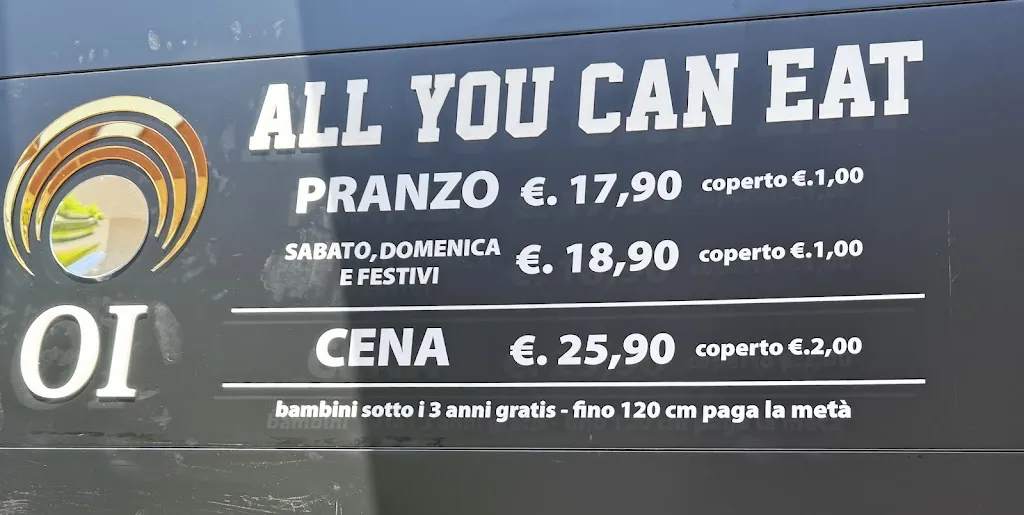 ALL YOU CAN EAT
PRANZO €. 17,90 coperto €.1,00
SABATO, DOMENICA
E FESTIVI €. 18,90 coperto €.1,00
CENA €. 25,90 coperto €.2,00
bambini sotto i 3 anni gratis - fino 120 cm paga la metà
OI